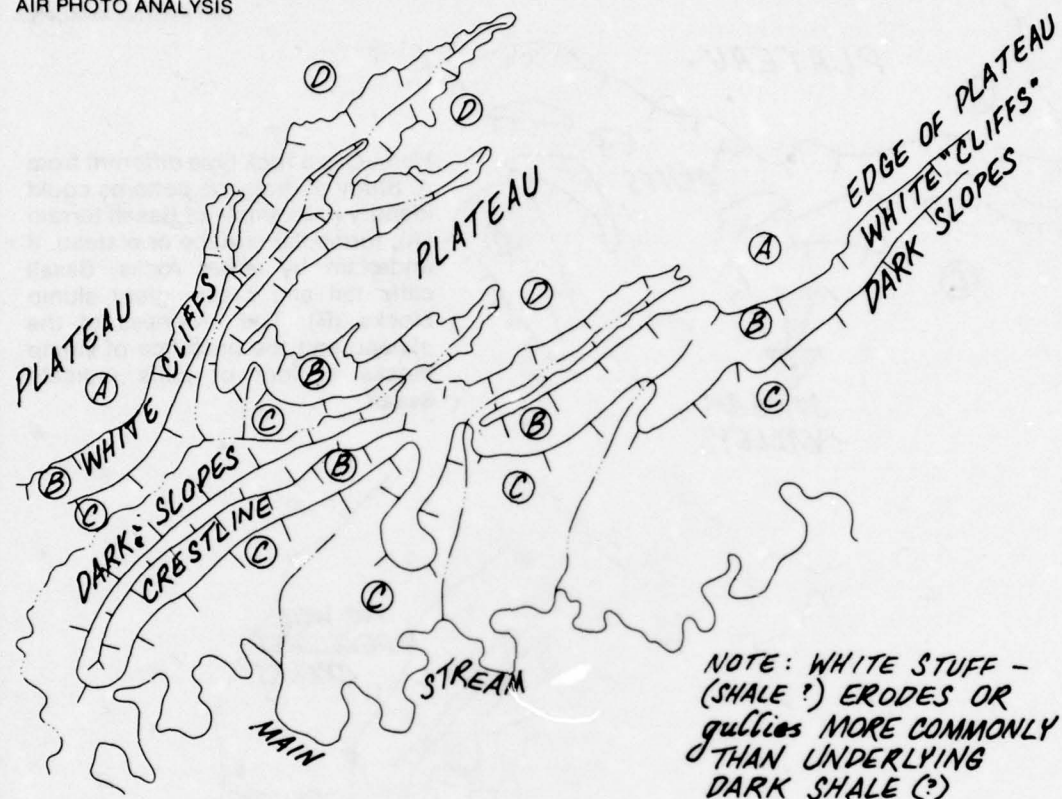 AIR PHOTO ANALYSIS
D
D
EDGE OF PLATEAU
WHITE "CLIFFS"
DARK SLOPES
PLATEAU
A
D
PLATEAU
A
WHITE CLIFFS
B
B
C
C
B
B
WHITE
C
DARK SLOPES
B
C
CRESTLINE
C
C
STREAM
MAIN
NOTE: WHITE STUFF -
(SHALE ?) ERODES OR
gullies MORE COMMONLY
THAN UNDERLYING
DARK SHALE (?)